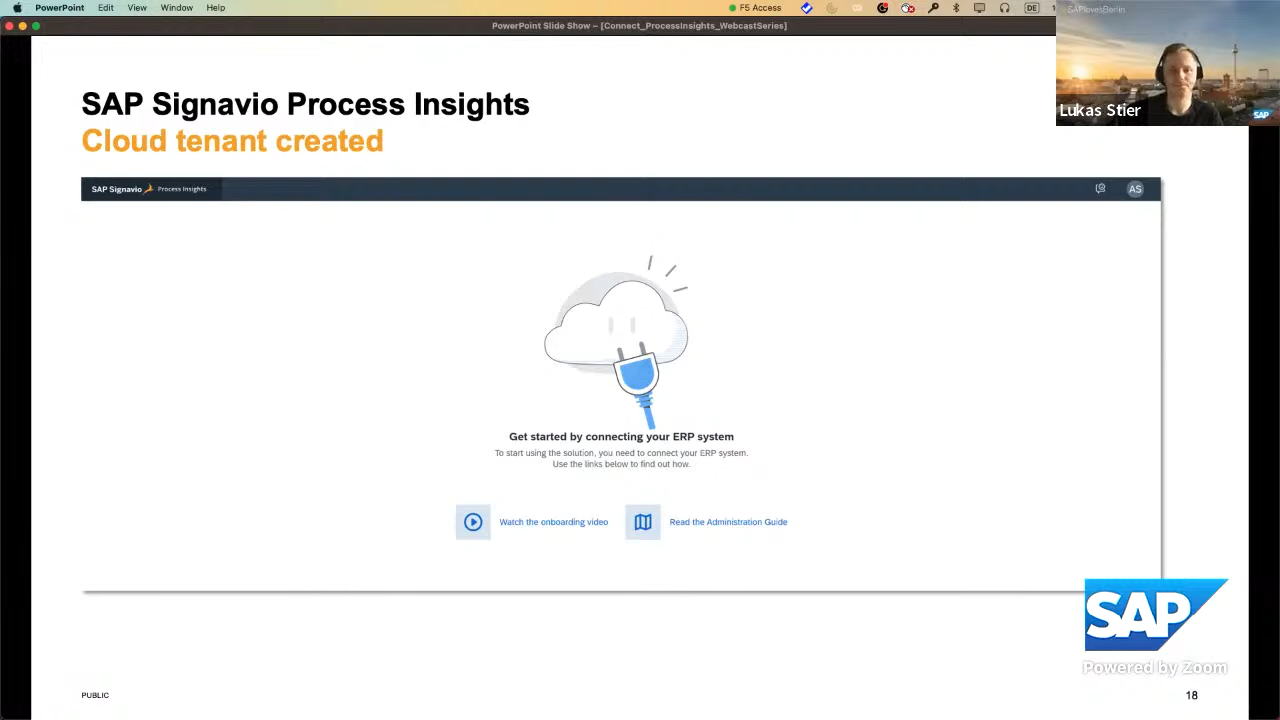 PowerPoint File Edit View Window Help
F5 Access
DE
PowerPoint Slide Show – [Connect_ProcessInsights_WebcastSeries]
SAPlovesBerlin
Lukas Stier
SAP
SAP Signavio Process Insights
Cloud tenant created
SAP Signavio Process Insights
AS
Get started by connecting your ERP system
To start using the solution, you need to connect your ERP system.
Use the links below to find out how.
Watch the onboarding video
Read the Administration Guide
SAP
Powered by Zoom
PUBLIC
18